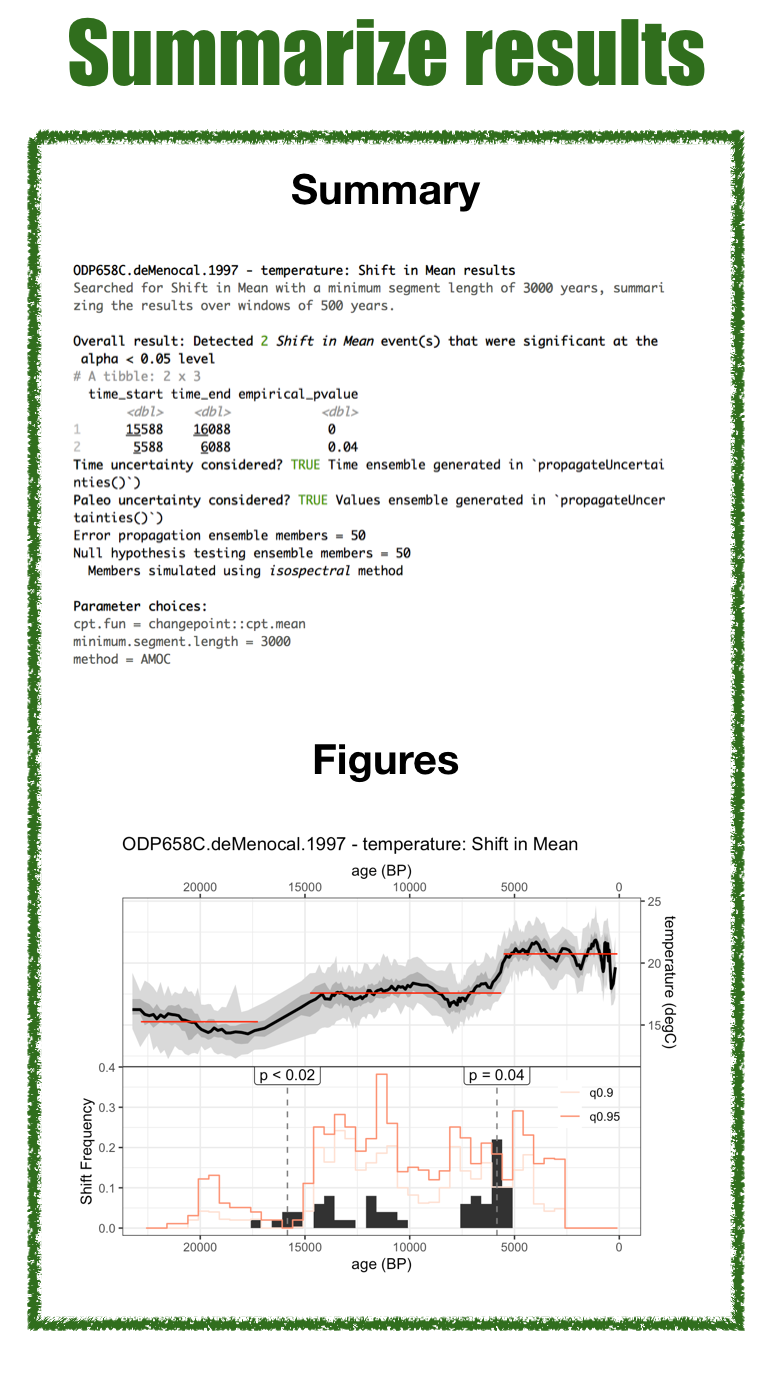 Summarize results
Summary
ODP658C.deMenocal.1997 - temperature: Shift in Mean results
Searched for Shift in Mean with a minimum segment length of 3000 years, summari
zing the results over windows of 500 years.
Overall result: Detected 2 Shift in Mean event(s) that were significant at the
alpha < 0.05 level
# A tibble: 2 x 3
time_start time_end empirical_pvalue
<dbl> <dbl> <dbl>
1 15588 16088 0
2 5588 6088 0.04
Time uncertainty considered? TRUE Time ensemble generated in `propagateUncertai
nties()`)
Paleo uncertainty considered? TRUE Values ensemble generated in `propagateUncer
tainties()`)
Error propagation ensemble members = 50
Null hypothesis testing ensemble members = 50
Members simulated using isospectral method
Parameter choices:
cpt.fun = changepoint::cpt.mean
minimum.segment.length = 3000
method = AMOC
Figures
ODP658C.deMenocal.1997 - temperature: Shift in Mean
age (BP)
20000 15000 10000 5000 0
25
20
15
temperature (degC)
p < 0.02 p = 0.04
q0.9
q0.95
0.4
0.3
0.2
0.1
0.0
Shift Frequency
20000 15000 10000 5000 0
age (BP)